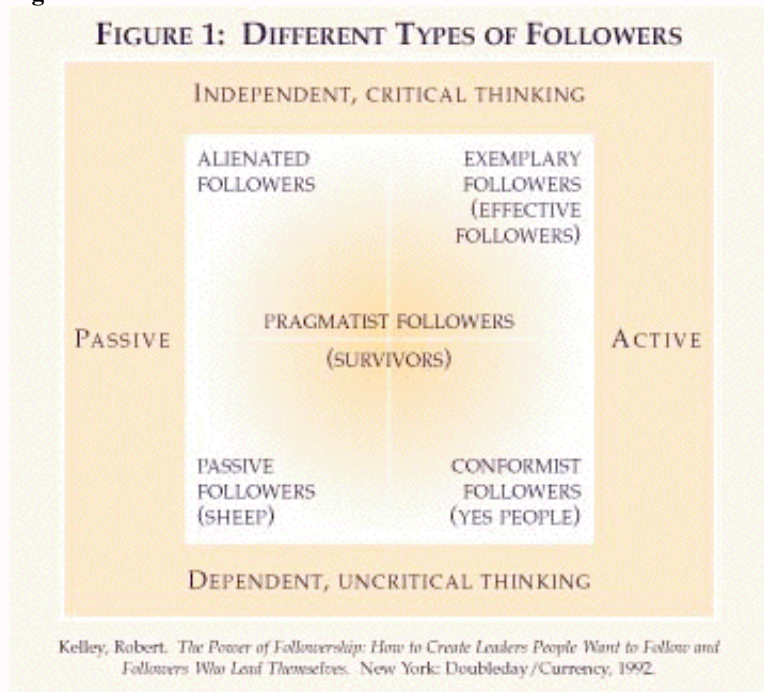 FIGURE 1: DIFFERENT TYPES OF FOLLOWERS
INDEPENDENT, CRITICAL THINKING
ALIENATED
FOLLOWERS
EXEMPLARY
FOLLOWERS
(EFFECTIVE
FOLLOWERS)
PRAGMATIST FOLLOWERS
(SURVIVORS)
PASSIVE
ACTIVE
PASSIVE
FOLLOWERS
(SHEEP)
CONFORMIST
FOLLOWERS
(YES PEOPLE)
DEPENDENT, UNCRITICAL THINKING
Kelley, Robert. The Power of Followership: How to Create Leaders People Want to Follow and
Followers Who Lead Themselves. New York: Doubleday/Currency, 1992.